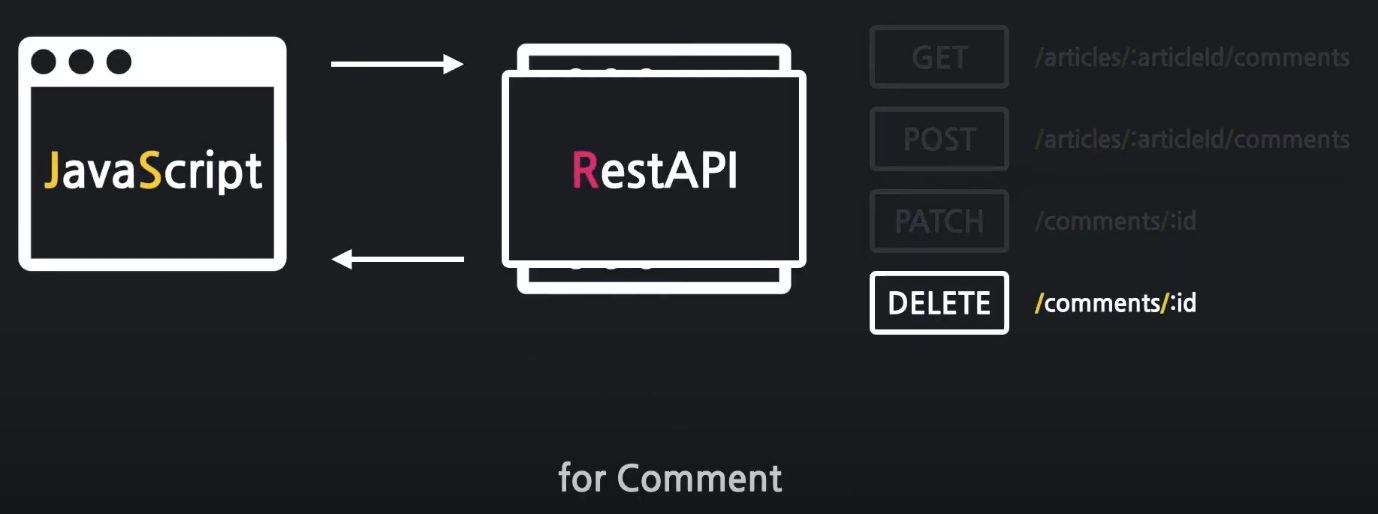 JavaScript
RestAPI
GET /articles/:articleId/comments
POST /articles/:articleId/comments
PATCH /comments/:id
DELETE /comments/:id
for Comment